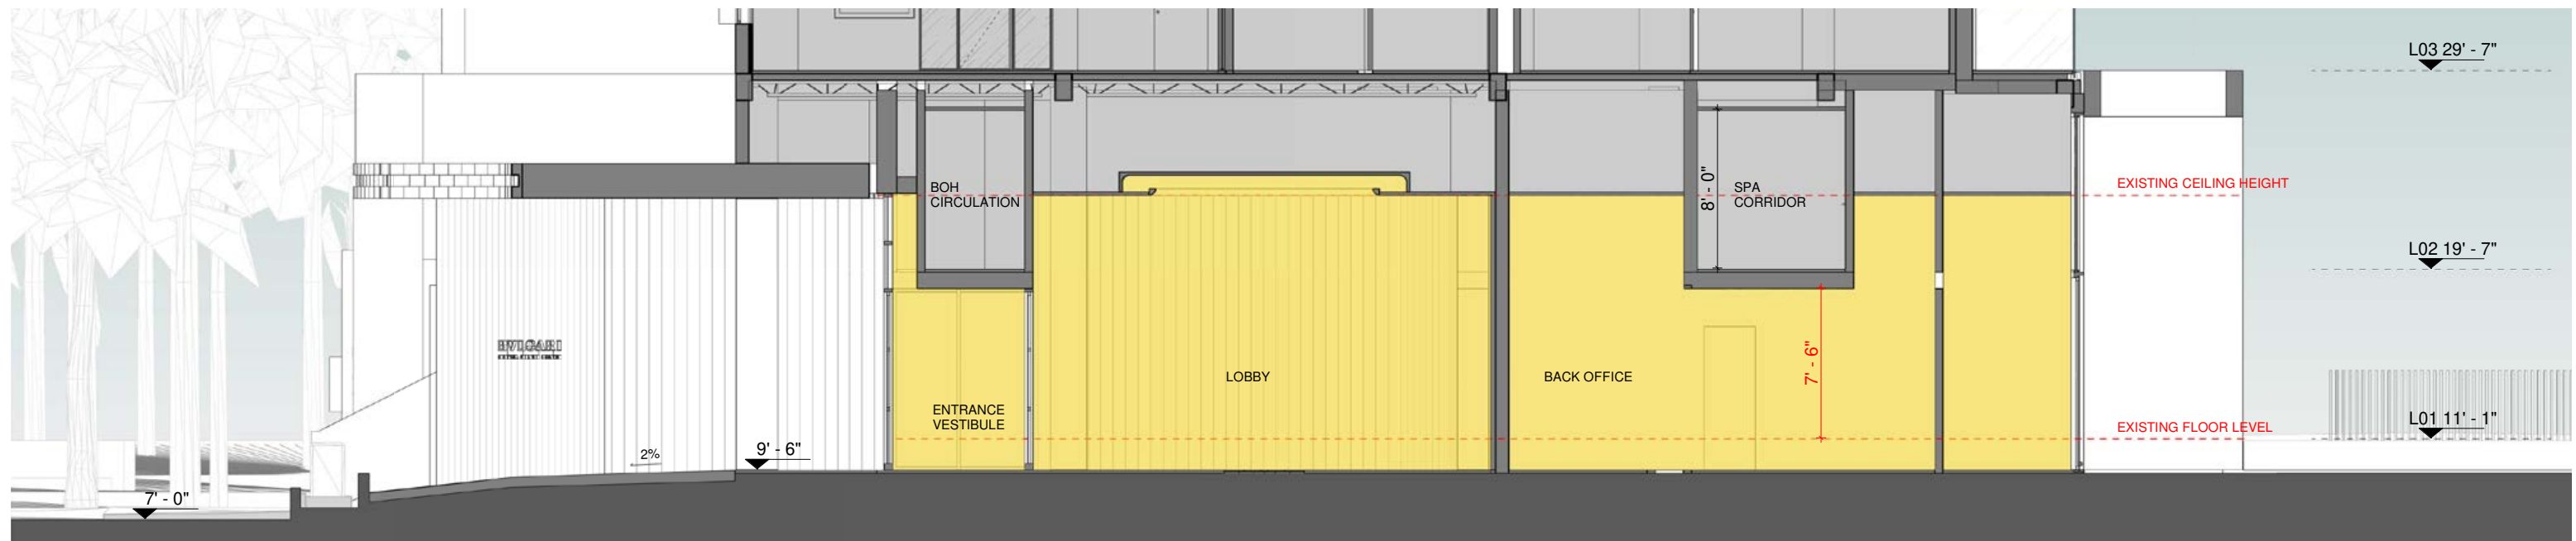 L03 29' - 7"
BOH
CIRCULATION
8' - 0"
SPA
CORRIDOR
EXISTING CEILING HEIGHT
L02 19' - 7"
BVLGARI
LOBBY
BACK OFFICE
7' - 6"
ENTRANCE
VESTIBULE
EXISTING FLOOR LEVEL
L01 11' - 1"
2%
9' - 6"
7' - 0"